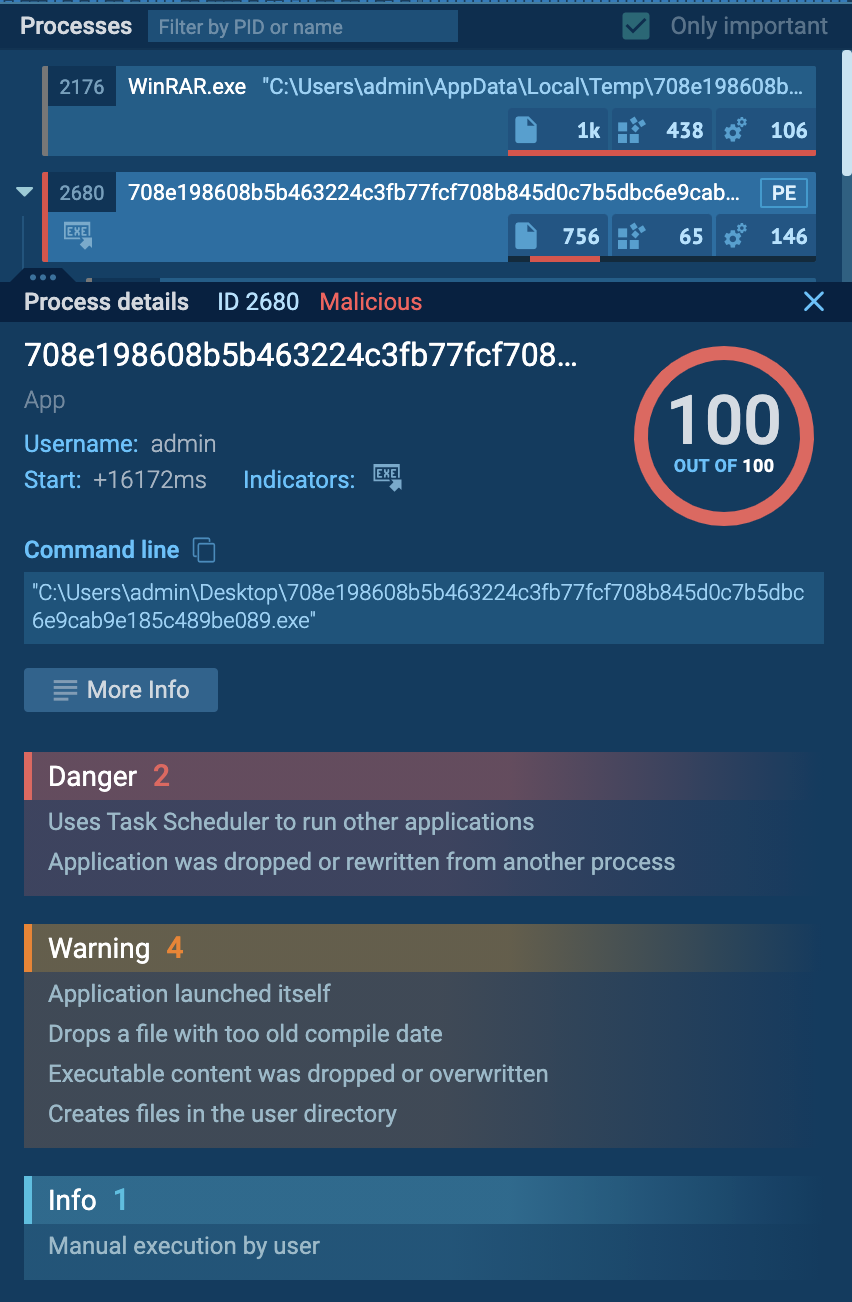 Processes Filter by PID or name Only important
2176 WinRAR.exe "C:\Users\admin\AppData\Local\Temp\708e198608b...
1k 438 106
2680 708e198608b5b463224c3fb77fcf708b845d0c7b5dbc6e9cab... PE
EXE
756 65 146
Process details ID 2680 Malicious
708e198608b5b463224c3fb77fcf708...
App
100
OUT OF 100
Username: admin
Start: +16172ms Indicators: EXE
Command line
"C:\Users\admin\Desktop\708e198608b5b463224c3fb77fcf708b845d0c7b5dbc
6e9cab9e185c489be089.exe"
More Info
Danger 2
Uses Task Scheduler to run other applications
Application was dropped or rewritten from another process
Warning 4
Application launched itself
Drops a file with too old compile date
Executable content was dropped or overwritten
Creates files in the user directory
Info 1
Manual execution by user